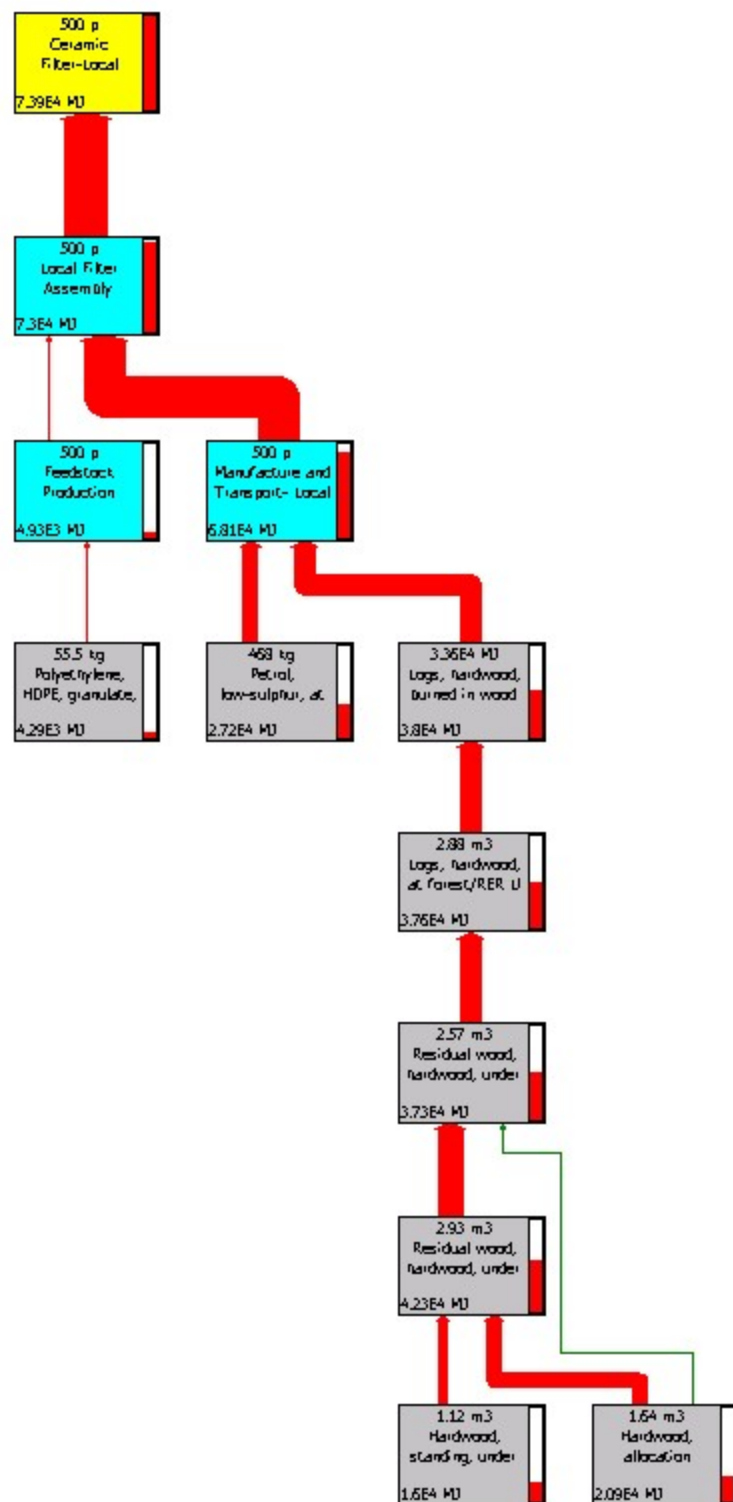 500 p
Ceramic
Filter-Local
7.39E4 MJ
500 p
Local Filter
Assembly
7.3E4 MJ
500 p
Feedstock
Production
4.93E3 MJ
500 p
Manufacture and
Transport- Local
6.81E4 MJ
55.5 kg
Polyethylene,
HDPE, granulate,
4.29E3 MJ
468 kg
Petrol,
low-sulphur, at
2.72E4 MJ
3.36E4 MJ
Logs, hardwood,
burned in wood
3.8E4 MJ
2.88 m3
Logs, hardwood,
at forest/RER U
3.76E4 MJ
2.57 m3
Residual wood,
hardwood, under
3.73E4 MJ
2.93 m3
Residual wood,
hardwood, under
4.23E4 MJ
1.12 m3
Hardwood,
standing, under
1.6E4 MJ
1.64 m3
Hardwood,
allocation
2.09E4 MJ